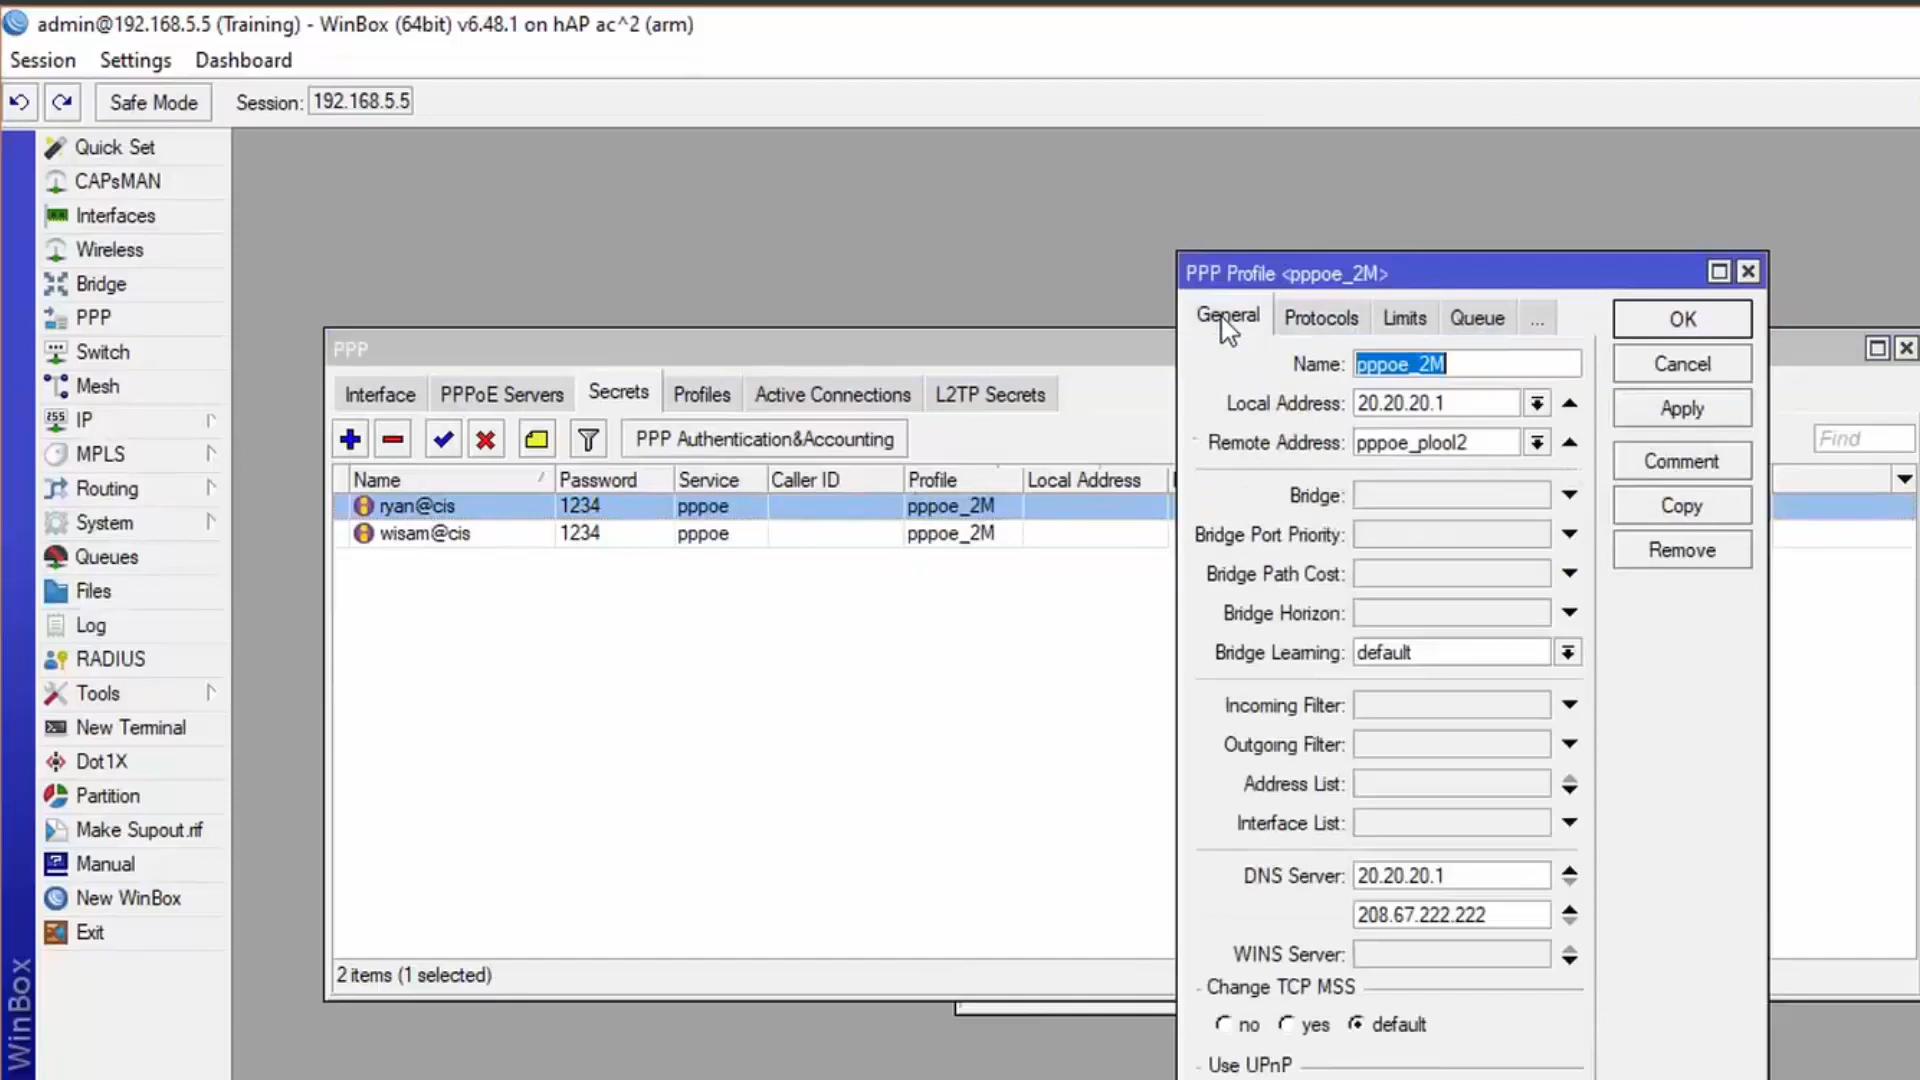 admin@192.168.5.5 (Training) - WinBox (64bit) v6.48.1 on hAP ac^2 (arm)
Session Settings Dashboard
Safe Mode Session: 192.168.5.5
Quick Set
CAPsMAN
Interfaces
Wireless
Bridge
PPP
Switch
Mesh
IP
MPLS
Routing
System
Queues
Files
Log
RADIUS
Tools
New Terminal
Dot1X
Partition
Make Supout.rif
Manual
New WinBox
Exit
WinBox
PPP
Interface PPPoE Servers Secrets Profiles Active Connections L2TP Secrets
PPP Authentication&Accounting
Find
Name Password Service Caller ID Profile Local Address
ryan@cis 1234 pppoe pppoe_2M
wisam@cis 1234 pppoe pppoe_2M
2 items (1 selected)
PPP Profile <pppoe_2M>
General Protocols Limits Queue ...
Name: pppoe_2M
Local Address: 20.20.20.1
Remote Address: pppoe_plool2
Bridge:
Bridge Port Priority:
Bridge Path Cost:
Bridge Horizon:
Bridge Learning: default
Incoming Filter:
Outgoing Filter:
Address List:
Interface List:
DNS Server: 20.20.20.1
208.67.222.222
WINS Server:
Change TCP MSS
no yes default
Use UPnP
OK
Cancel
Apply
Comment
Copy
Remove